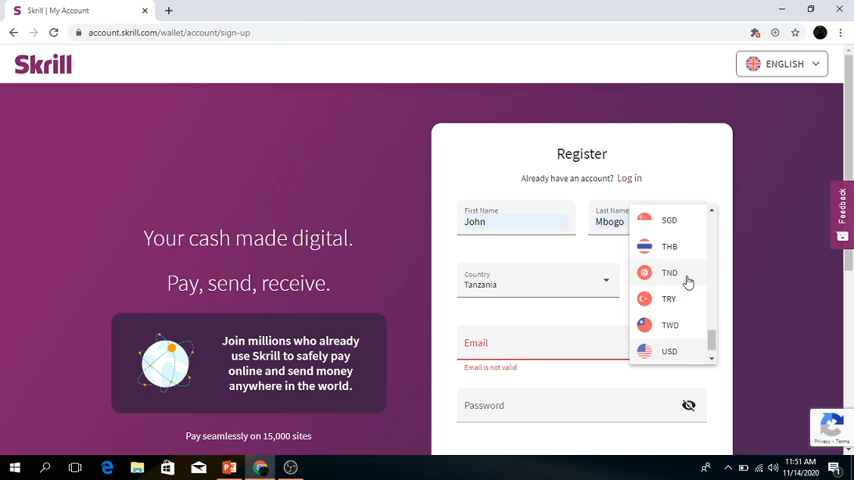 Skrill | My Account
account.skrill.com/wallet/account/sign-up
Skrill
ENGLISH
Register
Already have an account? Log in
First Name
John
Last Name
Mbogo
Country
Tanzania
SGD
THB
TND
TRY
TWD
USD
Email
Email is not valid
Password
Your cash made digital.
Pay, send, receive.
Join millions who already
use Skrill to safely pay
online and send money
anywhere in the world.
Pay seamlessly on 15,000 sites
Feedback
Privacy - Terms
11:51 AM
11/14/2020